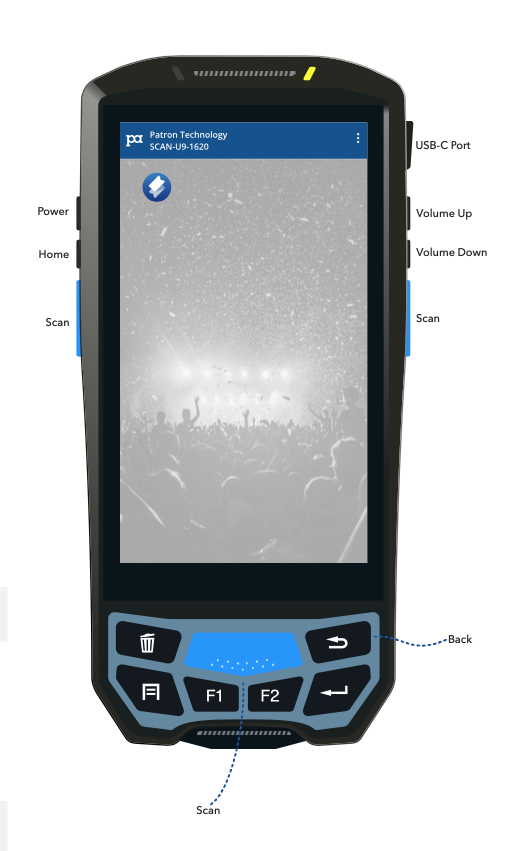 pa
Patron Technology
SCAN-U9-1620
USB-C Port
Power
Volume Up
Home
Volume Down
Scan
Scan
Back
F1
F2
Scan